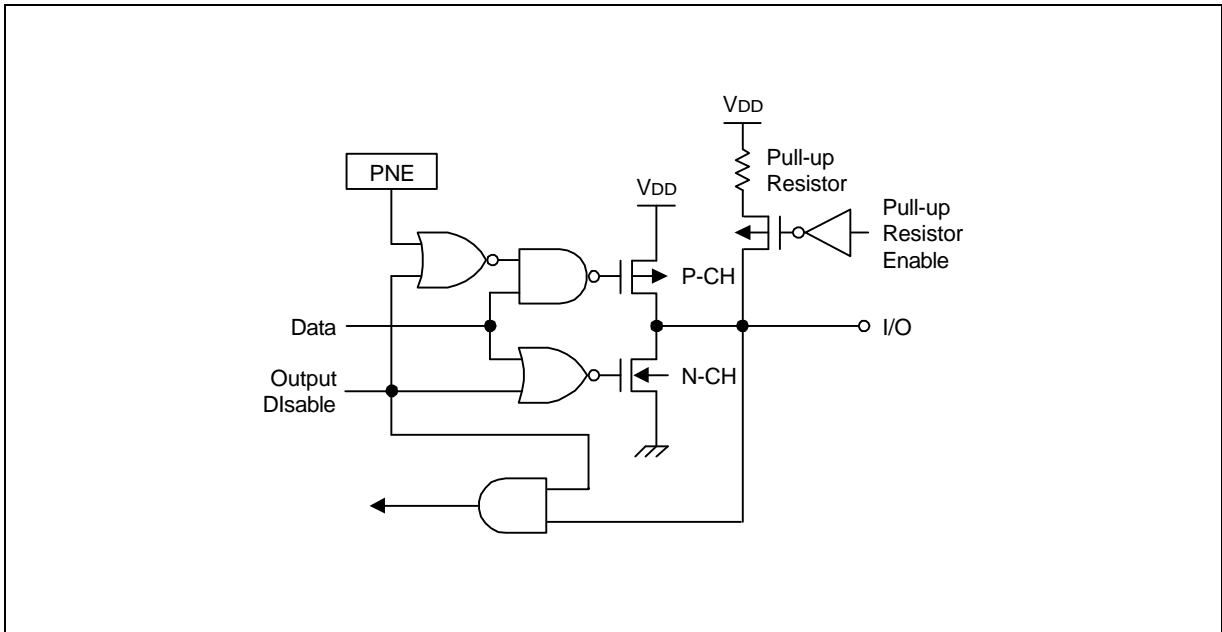 VDD
Pull-up
Resistor
PNE
VDD
Pull-up
Resistor
Enable
P-CH
Data
I/O
Output
DIsable
N-CH